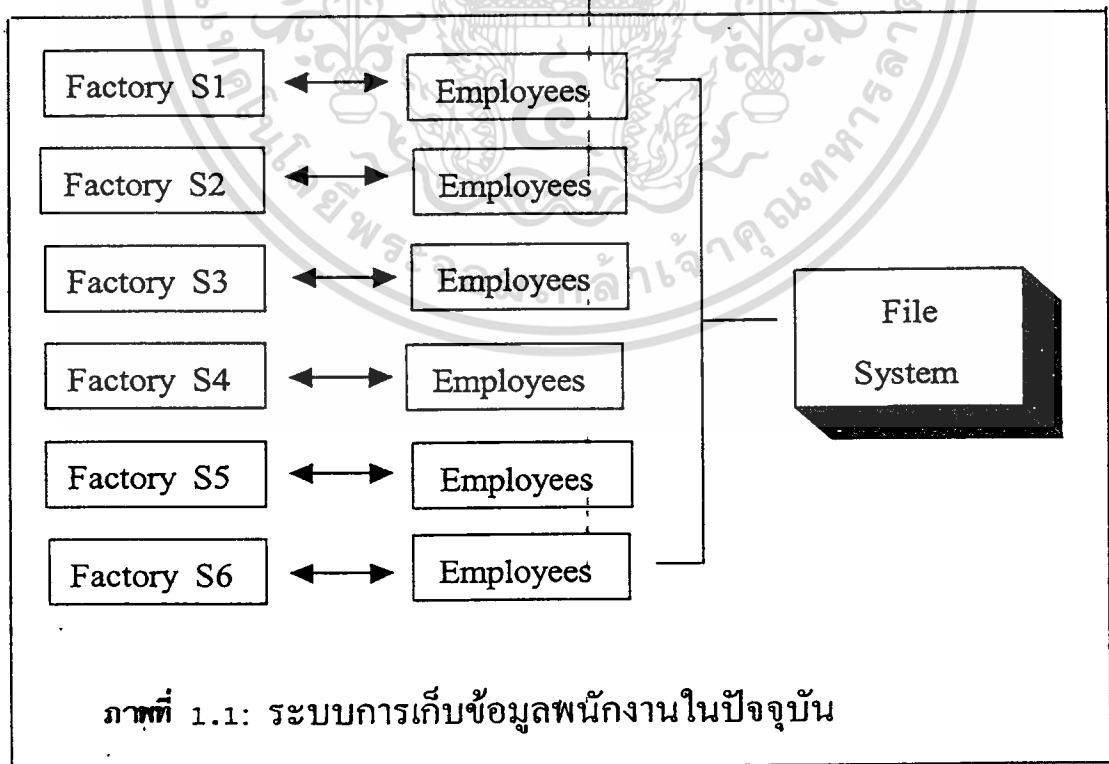 Factory S1 Employees
Factory S2 Employees
Factory S3 Employees
Factory S4 Employees
Factory S5 Employees
Factory S6 Employees
File
System
ภาพที่ 1.1: ระบบการเก็บข้อมูลพนักงานในปัจจุบัน